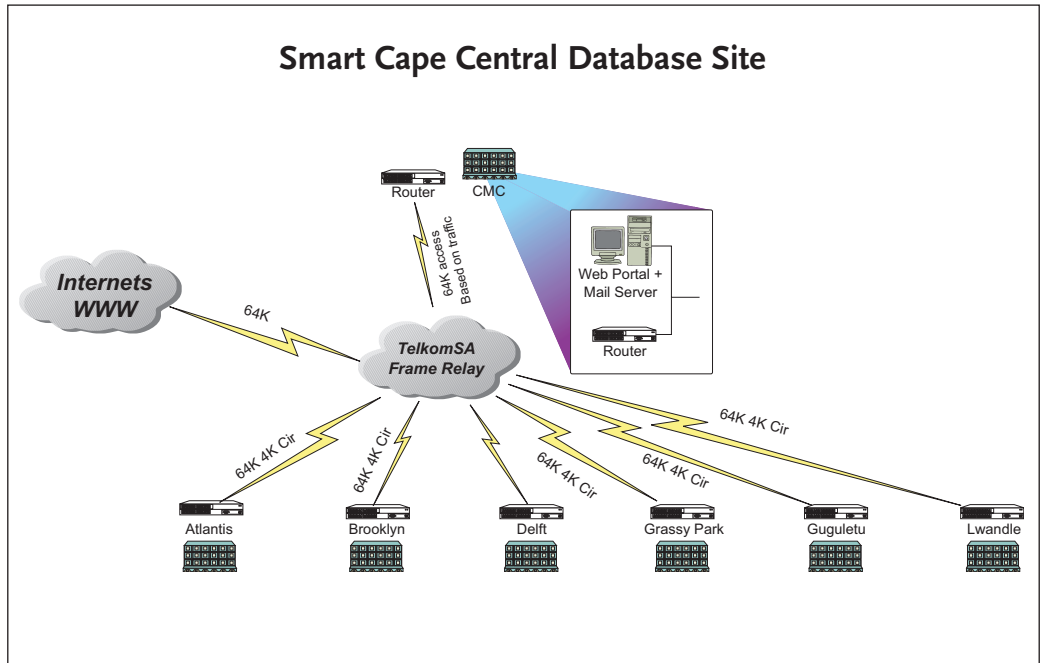 Smart Cape Central Database Site
Router
CMC
64K access
Based on traffic
Web Portal +
Mail Server
Router
Internets
WWW
64K
TelkomSA
Frame Relay
64K 4K Cir
64K 4K Cir
64K 4K Cir
64K 4K Cir
64K 4K Cir
Atlantis
Brooklyn
Delft
Grassy Park
Guguletu
Lwandle